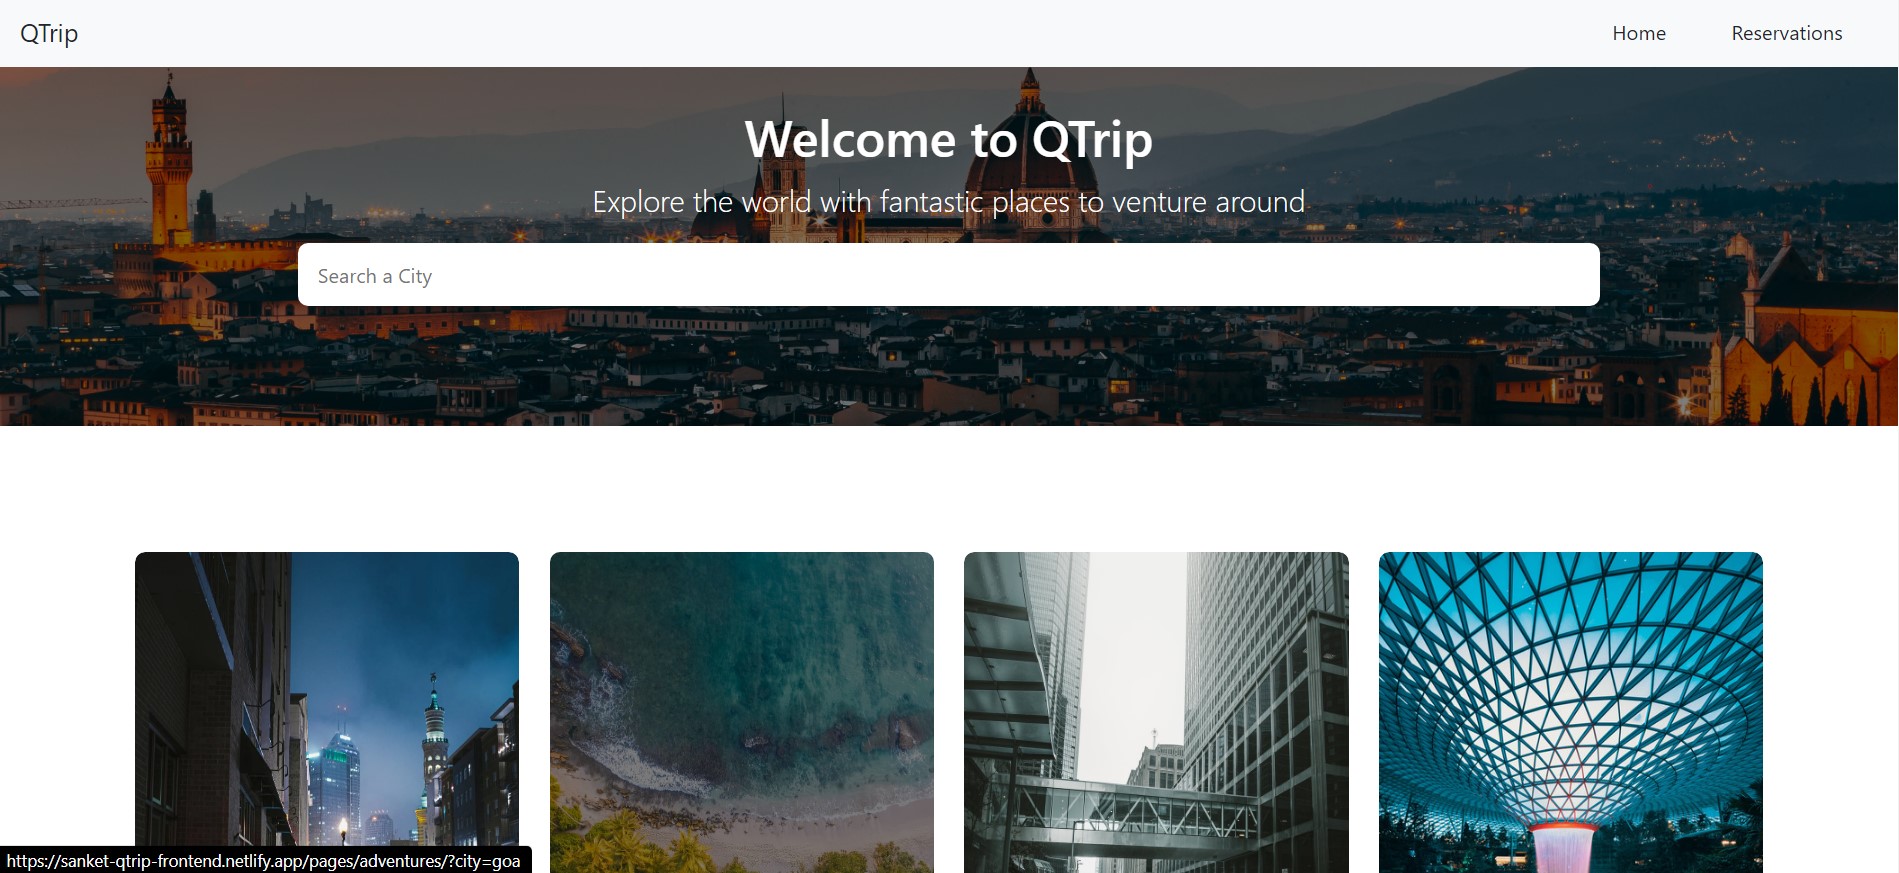 QTrip
Home
Reservations
Welcome to QTrip
Explore the world with fantastic places to venture around
Search a City
https://sanket-qtrip-frontend.netlify.app/pages/adventures/?city=goa